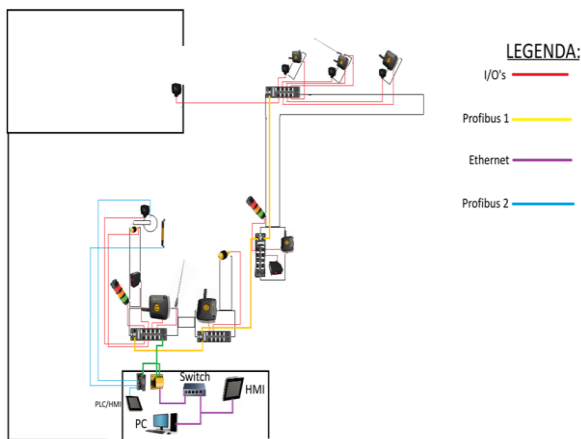 LEGENDA:
I/O's
Profibus 1
Ethernet
Profibus 2
Switch
HMI
PLC/HMI
PC